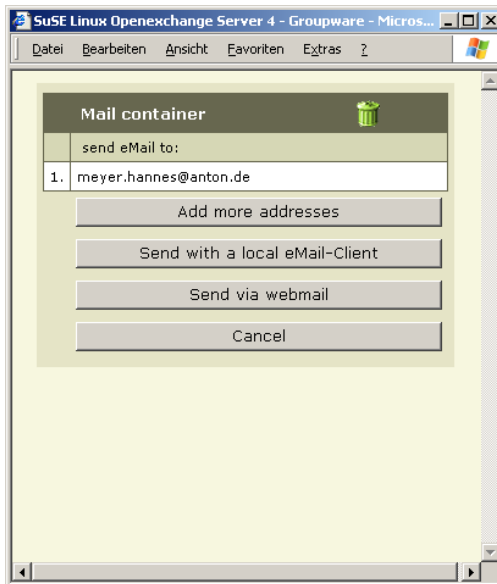 SuSE Linux Openexchange Server 4 - Groupware - Micros...
Datei Bearbeiten Ansicht Favoriten Extras ?
Mail container
send eMail to:
1. meyer.hannes@anton.de
Add more addresses
Send with a local eMail-Client
Send via webmail
Cancel